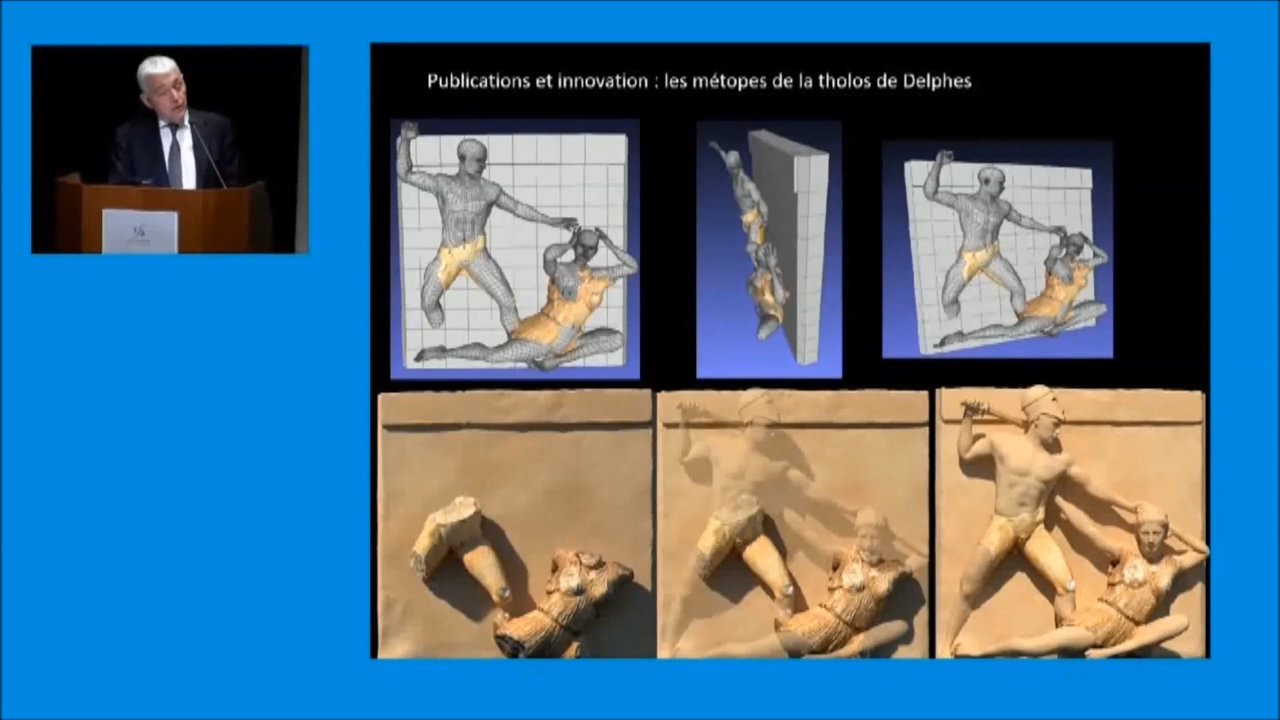 Publications et innovation : les métopes de la tholos de Delphes